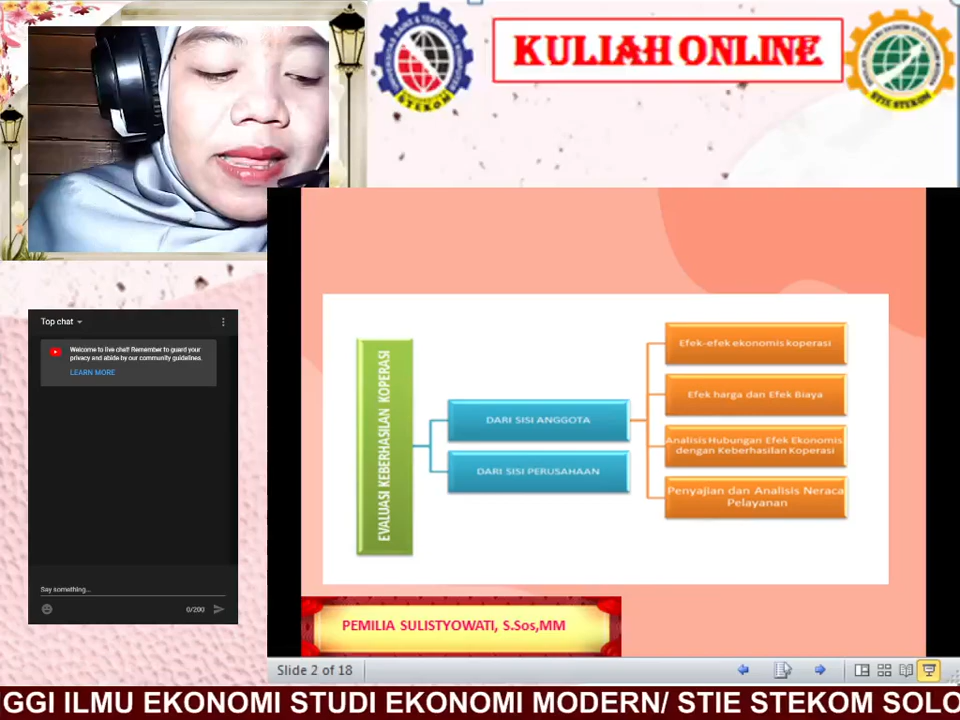 KULIAH ONLINE
STEKOM
STIE STEKOM
Top chat
Welcome to live chat! Remember to guard your
privacy and abide by our community guidelines.
LEARN MORE
Say something...
0/200
EVALUASI KEBERHASILAN KOPERASI
DARI SISI ANGGOTA
DARI SISI PERUSAHAAN
Efek-efek ekonomis koperasi
Efek harga dan Efek Biaya
Analisis Hubungan Efek Ekonomis
dengan Keberhasilan Koperasi
Penyajian dan Analisis Neraca
Pelayanan
PEMILIA SULISTYOWATI, S.Sos,MM
Slide 2 of 18
GGI ILMU EKONOMI STUDI EKONOMI MODERN/ STIE STEKOM SOLO